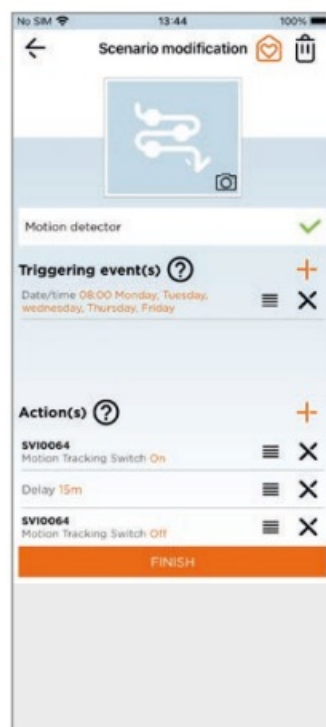 No SIM 13:44 100%
Scenario modification
Motion detector
Triggering event(s) ?
Date/time 08:00 Monday, Tuesday,
wednesday, Thursday, Friday
Action(s) ?
SVI0064
Motion Tracking Switch On
Delay 15m
SVI0064
Motion Tracking Switch Off
FINISH